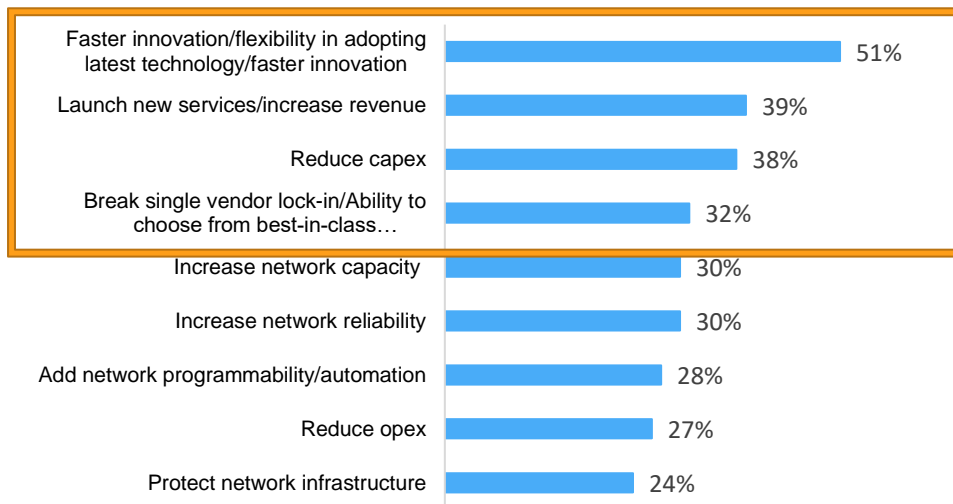 Faster innovation/flexibility in adopting
latest technology/faster innovation
51%
Launch new services/increase revenue
39%
Reduce capex
38%
Break single vendor lock-in/Ability to
choose from best-in-class…
32%
Increase network capacity
30%
Increase network reliability
30%
Add network programmability/automation
28%
Reduce opex
27%
Protect network infrastructure
24%